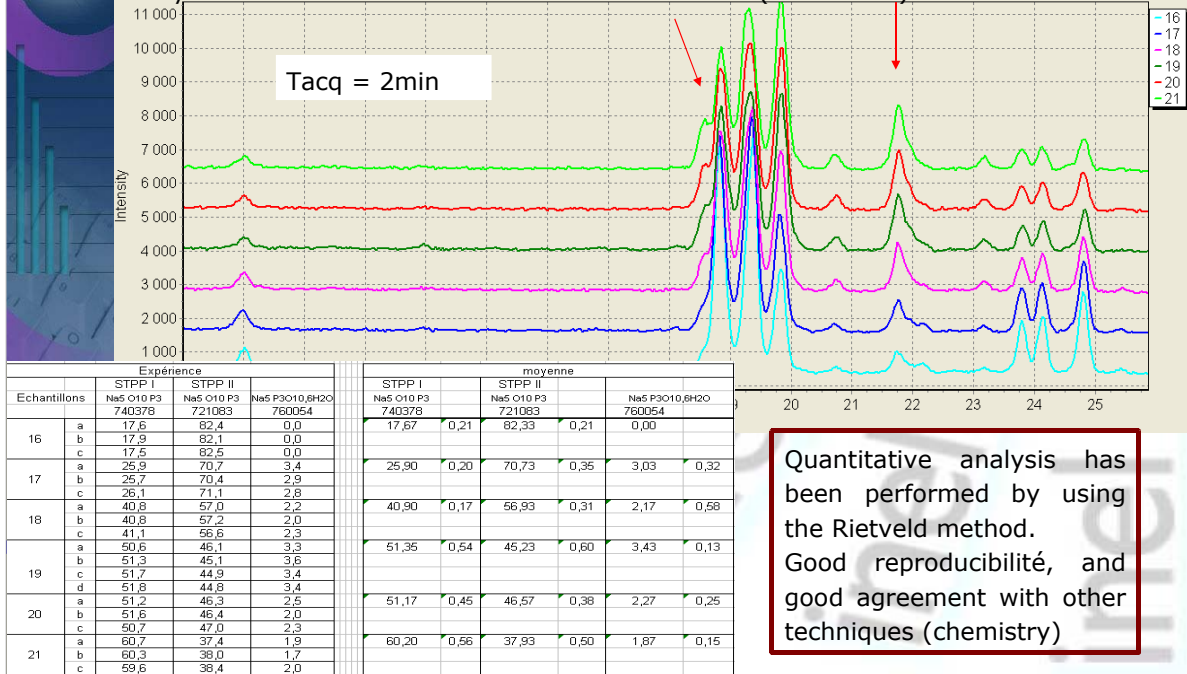 11 000
10 000
9 000
8 000
7 000
6 000
5 000
4 000
3 000
2 000
1 000
Intensity
Tacq = 2min
16
17
18
19
20
21
20 21 22 23 24 25
Expérience moyenne
STPP I STPP II STPP I STPP II
Echantillons Na5 O10 P3 Na5 O10 P3 Na5 P3O10,6H2O Na5 O10 P3 Na5 O10 P3 Na5 P3O10,6H2O
740378 721083 760054 740378 721083 760054
16 a 17,6 82,4 0,0 17,67 0,21 82,33 0,21 0,00
b 17,9 82,1 0,0
c 17,5 82,5 0,0
17 a 25,9 70,7 3,4 25,90 0,20 70,73 0,35 3,03 0,32
b 25,7 70,4 2,9
c 26,1 71,1 2,8
18 a 40,8 57,0 2,2 40,90 0,17 56,93 0,31 2,17 0,58
b 40,8 57,2 2,0
c 41,1 56,6 2,3
19 a 50,6 46,1 3,3 51,35 0,54 45,23 0,60 3,43 0,13
b 51,3 45,1 3,6
c 51,7 44,9 3,4
d 51,8 44,8 3,4
20 a 51,2 46,3 2,5 51,17 0,45 46,57 0,38 2,27 0,25
b 51,6 46,4 2,0
c 50,7 47,0 2,3
21 a 60,7 37,4 1,9 60,20 0,56 37,93 0,50 1,87 0,15
b 60,3 38,0 1,7
c 59,6 38,4 2,0
Quantitative analysis has
been performed by using
the Rietveld method.
Good reproducibilité, and
good agreement with other
techniques (chemistry)
inel
inel